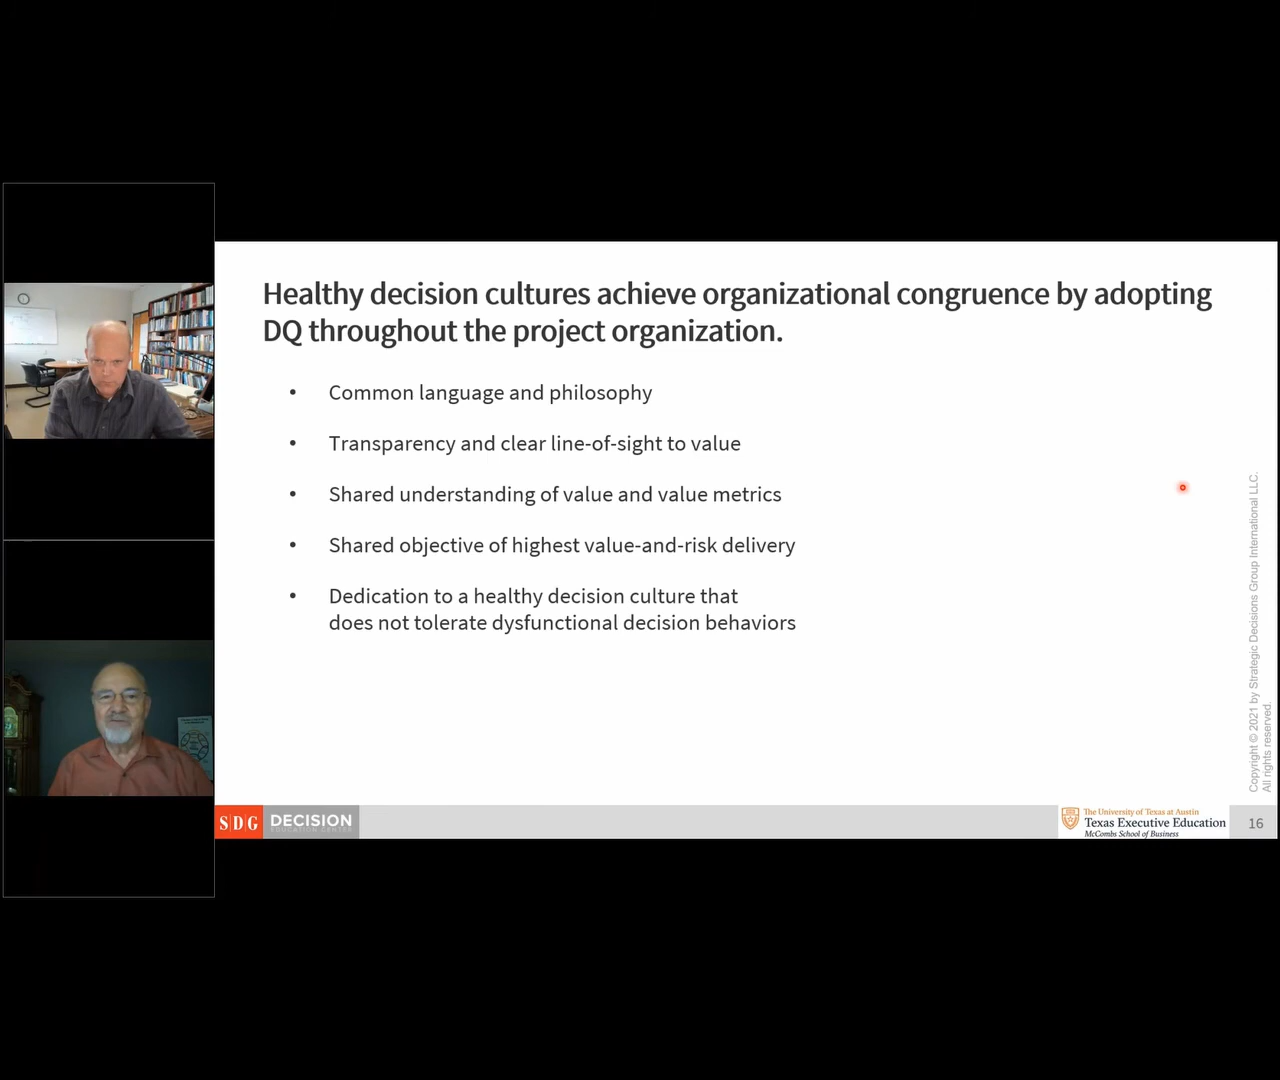 Healthy decision cultures achieve organizational congruence by adopting
DQ throughout the project organization.
• Common language and philosophy
• Transparency and clear line-of-sight to value
• Shared understanding of value and value metrics
• Shared objective of highest value-and-risk delivery
• Dedication to a healthy decision culture that
does not tolerate dysfunctional decision behaviors
Copyright © 2021 by Strategic Decisions Group International LLC.
All rights reserved.
SDG
DECISION
EDUCATION CENTER
The University of Texas at Austin
Texas Executive Education
McCombs School of Business
16